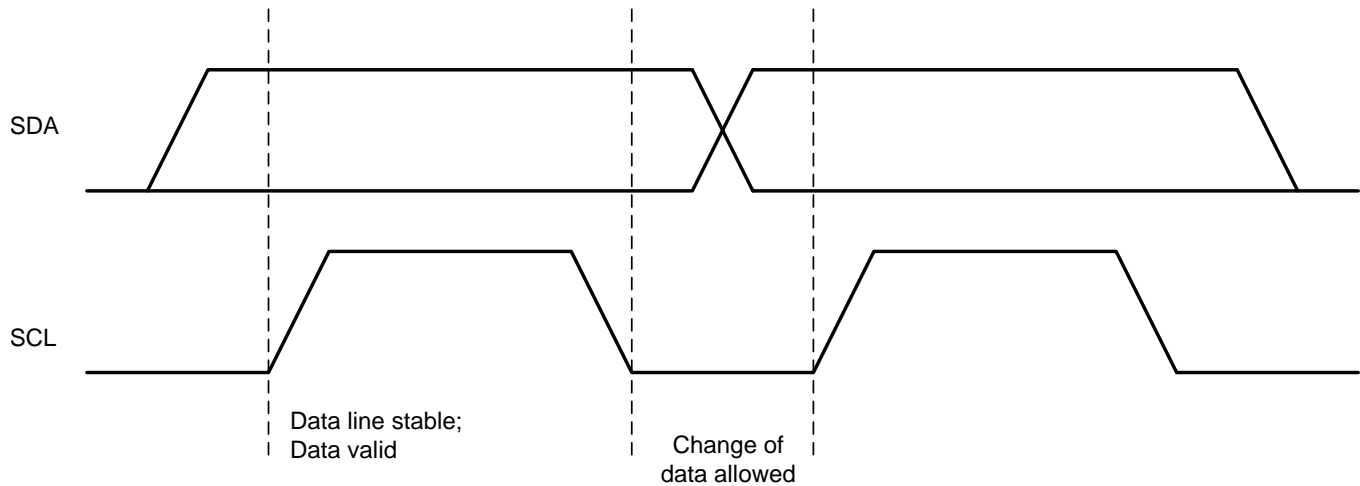 SDA
SCL
Data line stable;
Data valid
Change of
data allowed